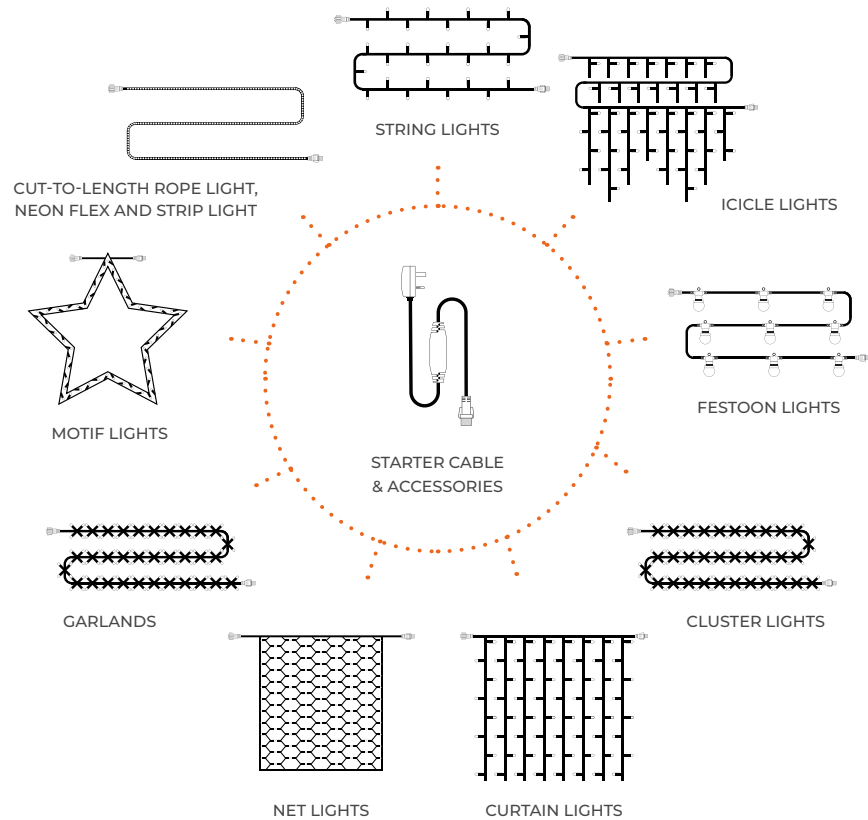 STRING LIGHTS
CUT-TO-LENGTH ROPE LIGHT,
NEON FLEX AND STRIP LIGHT
ICICLE LIGHTS
MOTIF LIGHTS
FESTOON LIGHTS
STARTER CABLE
& ACCESSORIES
GARLANDS
CLUSTER LIGHTS
NET LIGHTS
CURTAIN LIGHTS